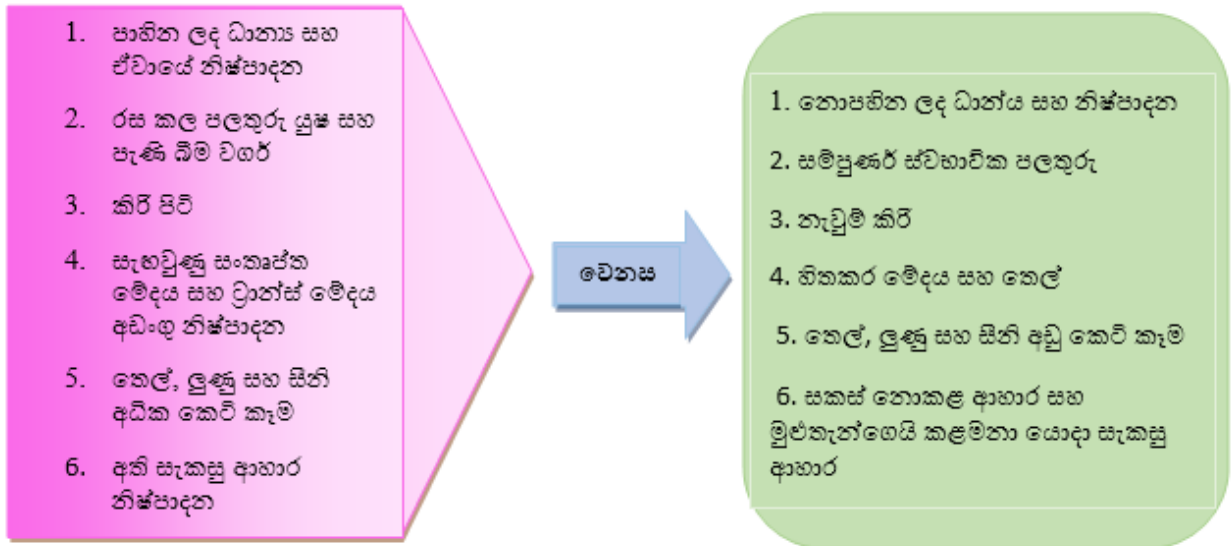 1. පාහින ලද ධාන්‍ය සහ
ඒවායේ නිෂ්පාදන
2. රස කල පලතුරු යුෂ සහ
පැණි බීම වගර්
3. කිරි පිටි
4. සැඟවුණු සංතෘප්ත
මේදය සහ ට්‍රාන්ස් මේදය
අඩංගු නිෂ්පාදන
5. තෙල්, ලුණු සහ සීනි
අධික කෙටි කෑම
6. අති සැකසු ආහාර
නිෂ්පාදන
වෙනස
1. නොපහින ලද ධාන්ය සහ නිෂ්පාදන
2. සම්පුණර් ස්වභාවික පලතුරු
3. නැවුම් කිරි
4. හිතකර මේදය සහ තෙල්
5. තෙල්, ලුණු සහ සීනි අඩු කෙටි කෑම
6. සකස් නොකළ ආහාර සහ
මුළුතැන්ගෙයි කළමනා යොදා සැකසු
ආහාර